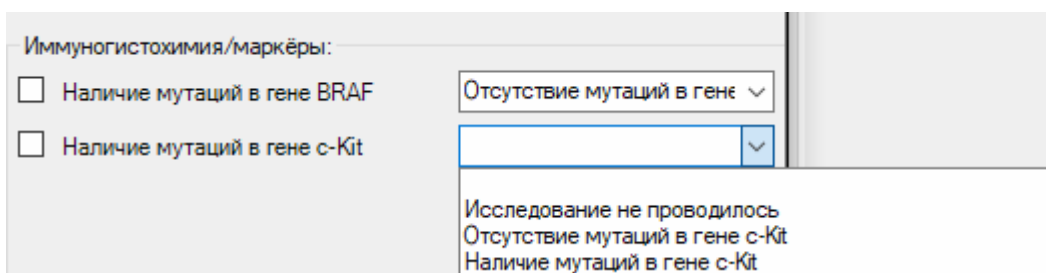 Иммуногистохимия/маркёры:
Наличие мутаций в гене BRAF
Отсутствие мутаций в гене
Наличие мутаций в гене c-Kit
Исследование не проводилось
Отсутствие мутаций в гене c-Kit
Наличие мутаций в гене c-Kit